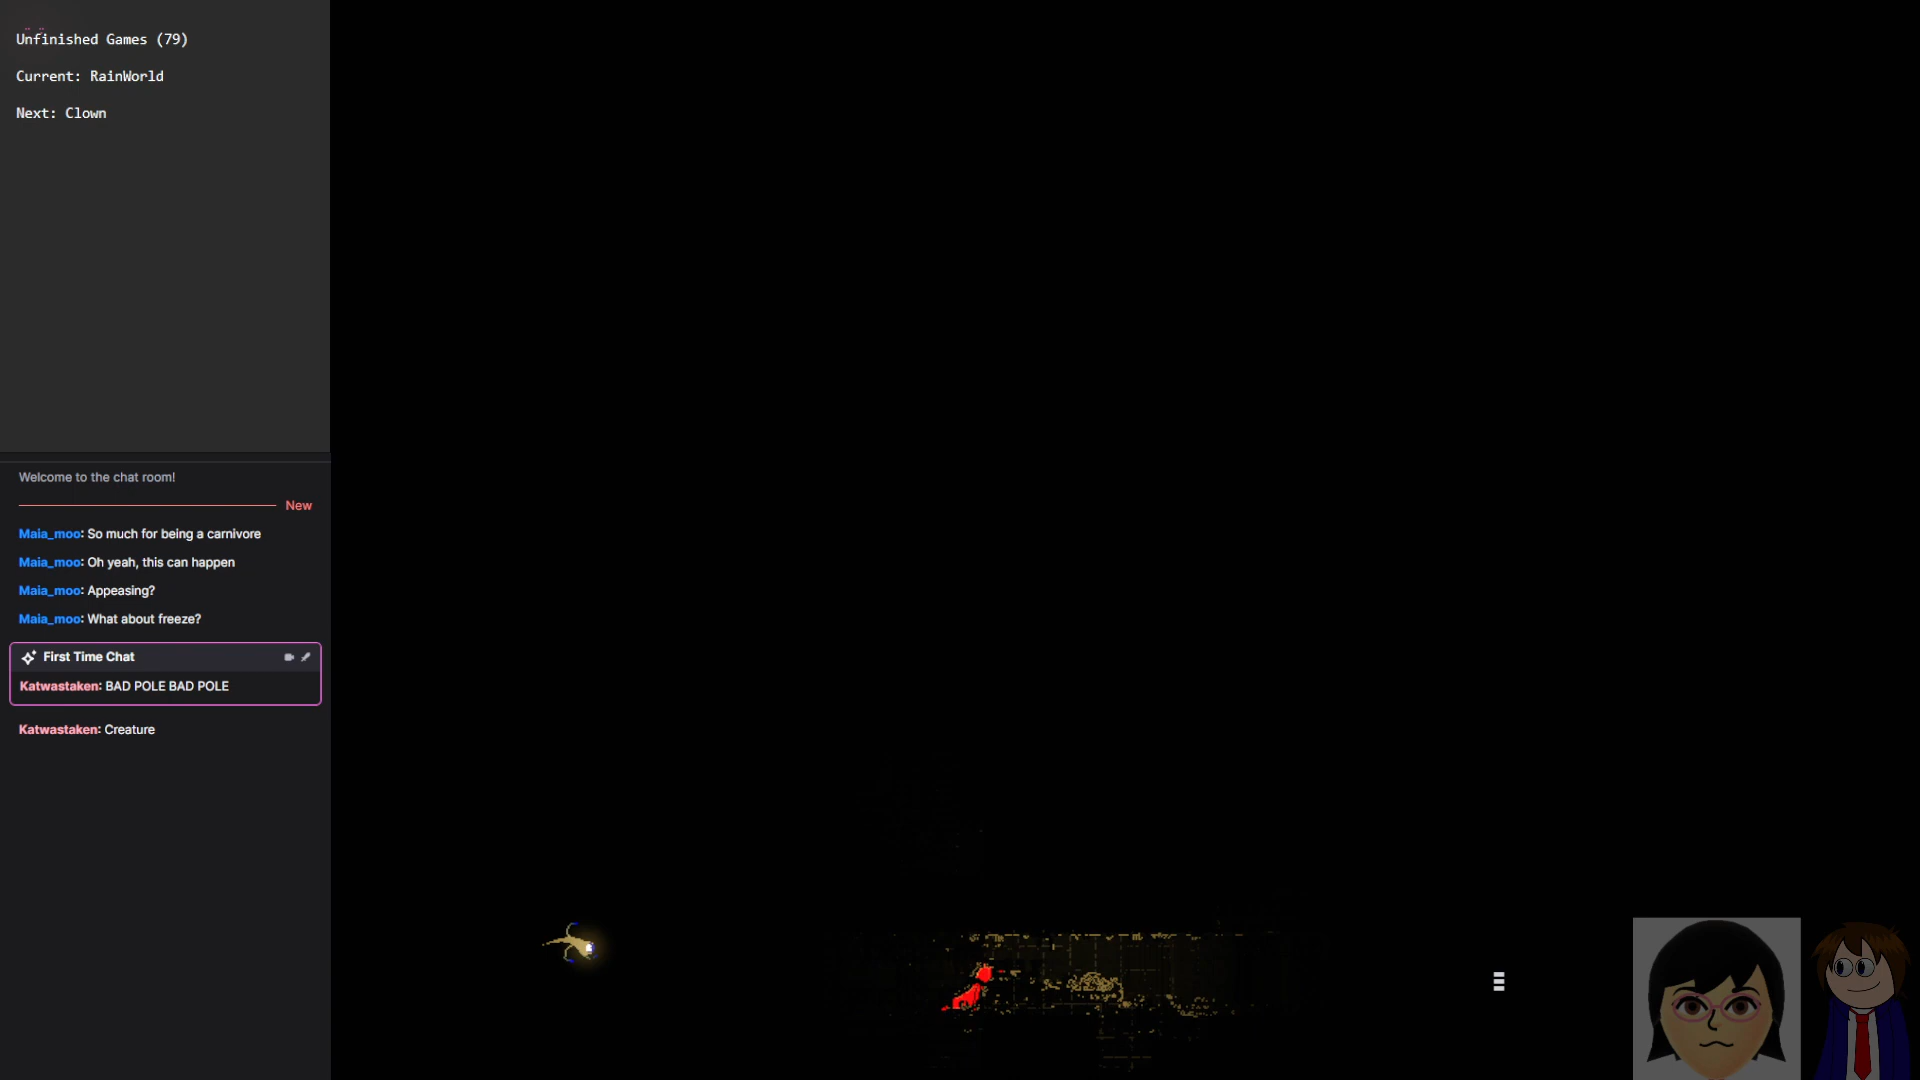 Unfinished Games (79)
Current: RainWorld
Next: Clown
Welcome to the chat room!
New
Maia_moo: So much for being a carnivore
Maia_moo: Oh yeah, this can happen
Maia_moo: Appeasing?
Maia_moo: What about freeze?
First Time Chat
Katwastaken: BAD POLE BAD POLE
Katwastaken: Creature